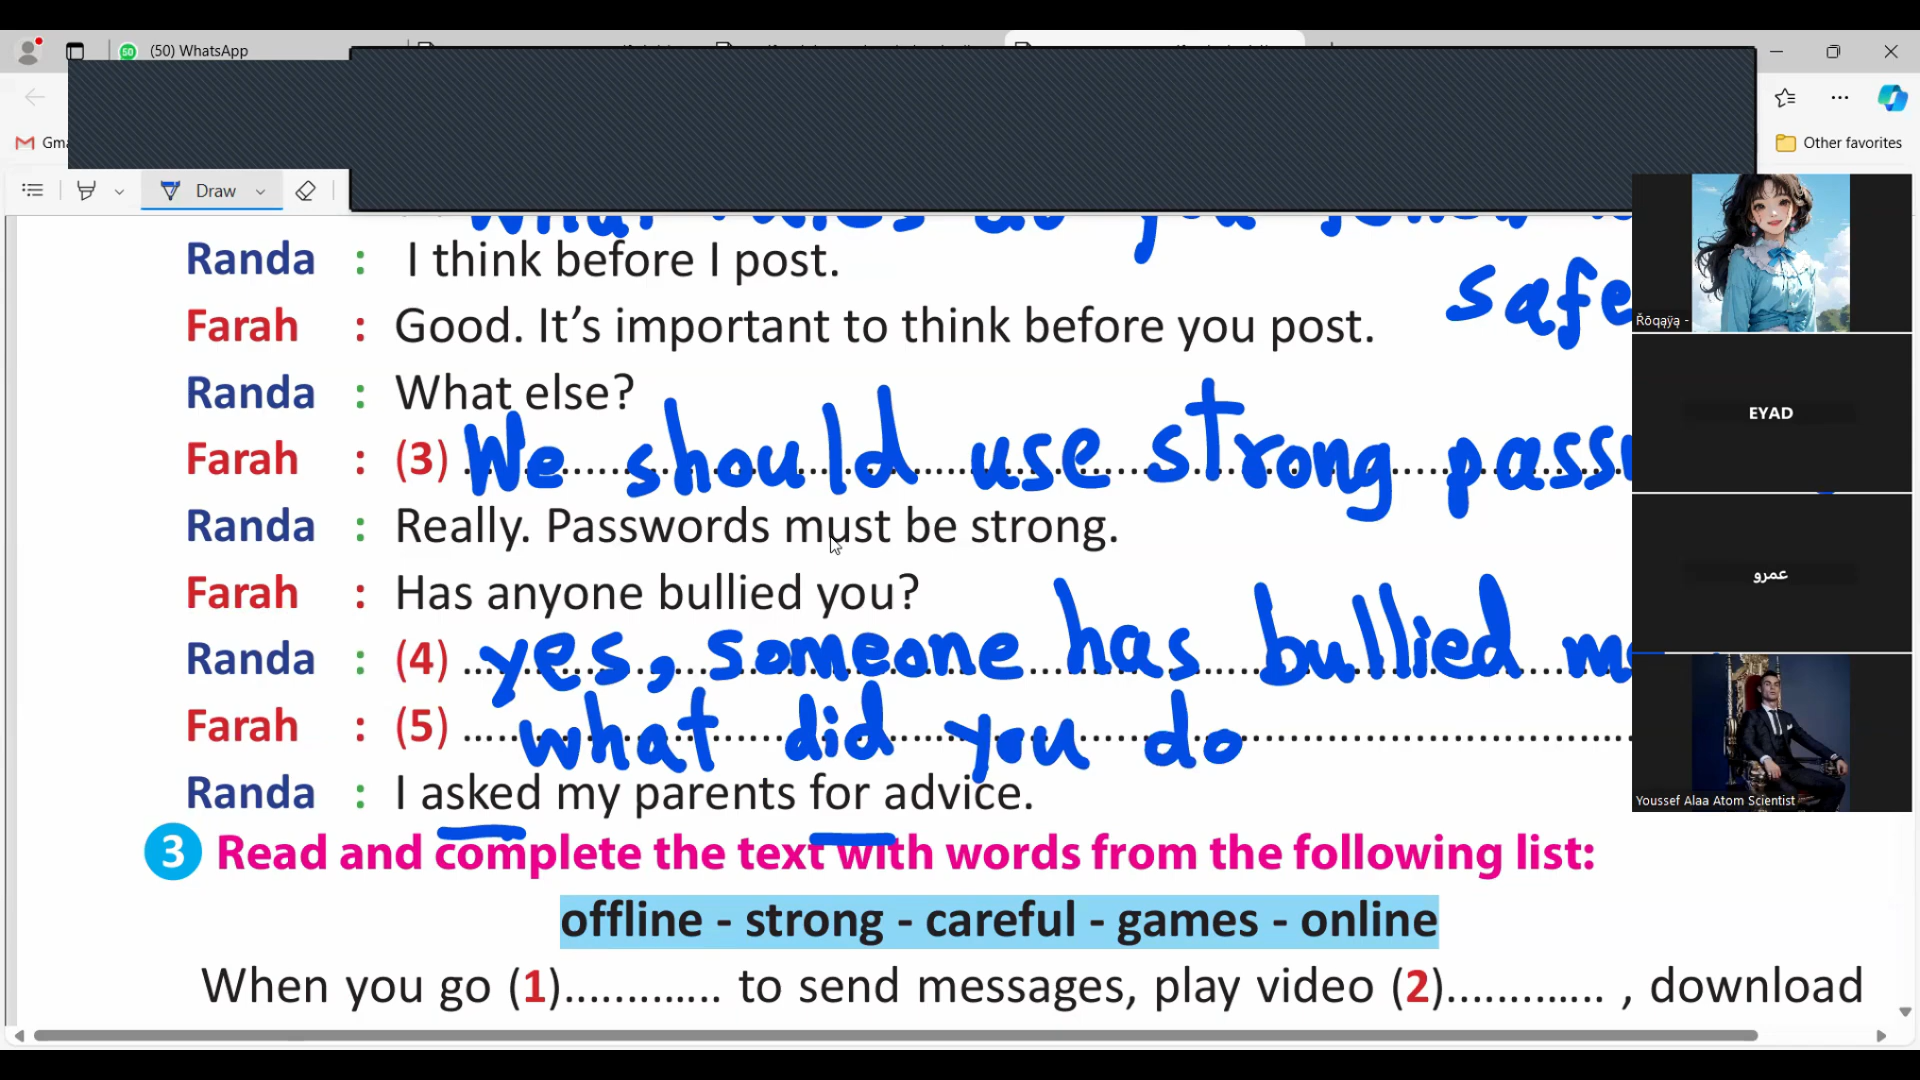 (50) WhatsApp
Other favorites
Draw
Randa : I think before I post.
safe
Farah : Good. It's important to think before you post.
Randa : What else?
Farah : (3) We should use strong
Randa : Really. Passwords must be strong.
Farah : Has anyone bullied you?
Randa : (4) yes, someone has bullied
Farah : (5) what did you do
Randa : I asked my parents for advice.
3 Read and complete the text with words from the following list:
offline - strong - careful - games - online
When you go (1)............. to send messages, play video (2)............. , download
Řôqąÿą -
EYAD
عمرو
Youssef Alaa Atom Scientist